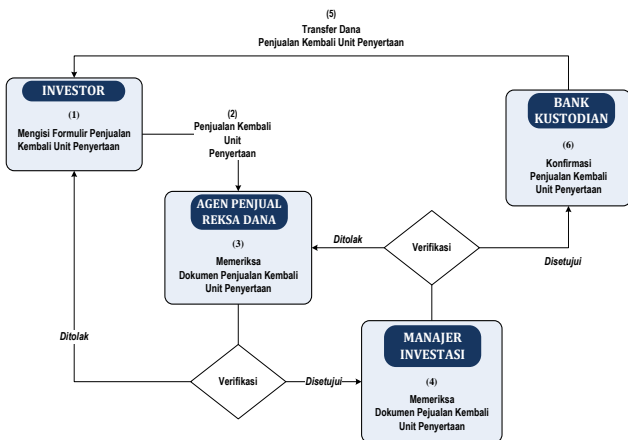 (5)
Transfer Dana
Penjualan Kembali Unit Penyertaan
INVESTOR
(1)
Mengisi Formulir Penjualan
Kembali Unit Penyertaan
(2)
Penjualan Kembali
Unit
Penyertaan
BANK
KUSTODIAN
(6)
Konfirmasi
Penjualan Kembali
Unit Penyertaan
AGEN PENJUAL
REKSA DANA
(3)
Memeriksa
Dokumen Penjualan Kembali
Unit Penyertaan
Ditolak
Verifikasi
Disetujui
MANAJER
INVESTASI
(4)
Memeriksa
Dokumen Pejualan Kembali
Unit Penyertaan
Ditolak
Verifikasi
Disetujui